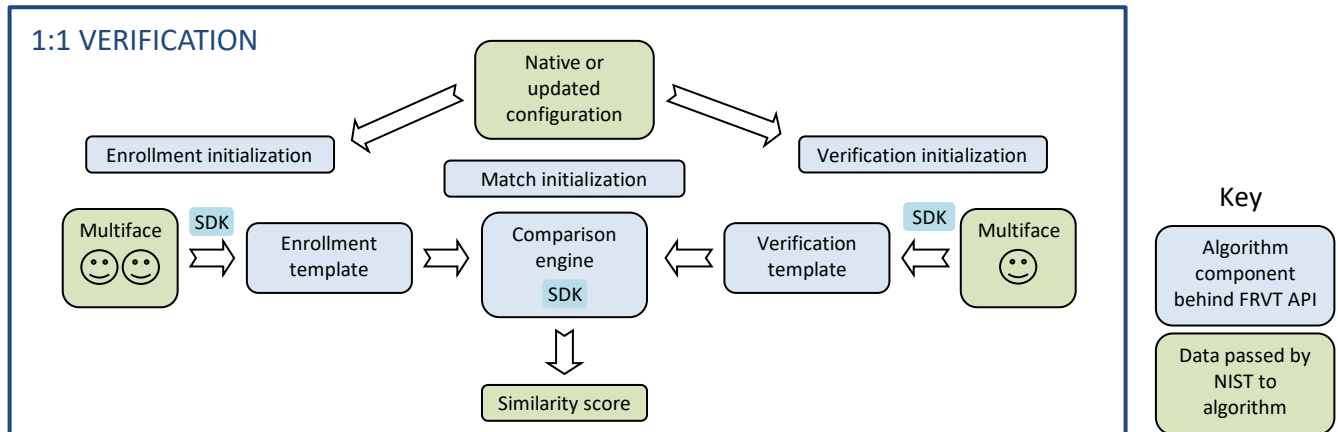 1:1 VERIFICATION
Native or
updated
configuration
Enrollment initialization
Verification initialization
Match initialization
Multiface
SDK
Enrollment
template
Comparison
engine
SDK
Verification
template
SDK
Multiface
Similarity score
Key
Algorithm
component
behind FRVT API
Data passed by
NIST to
algorithm